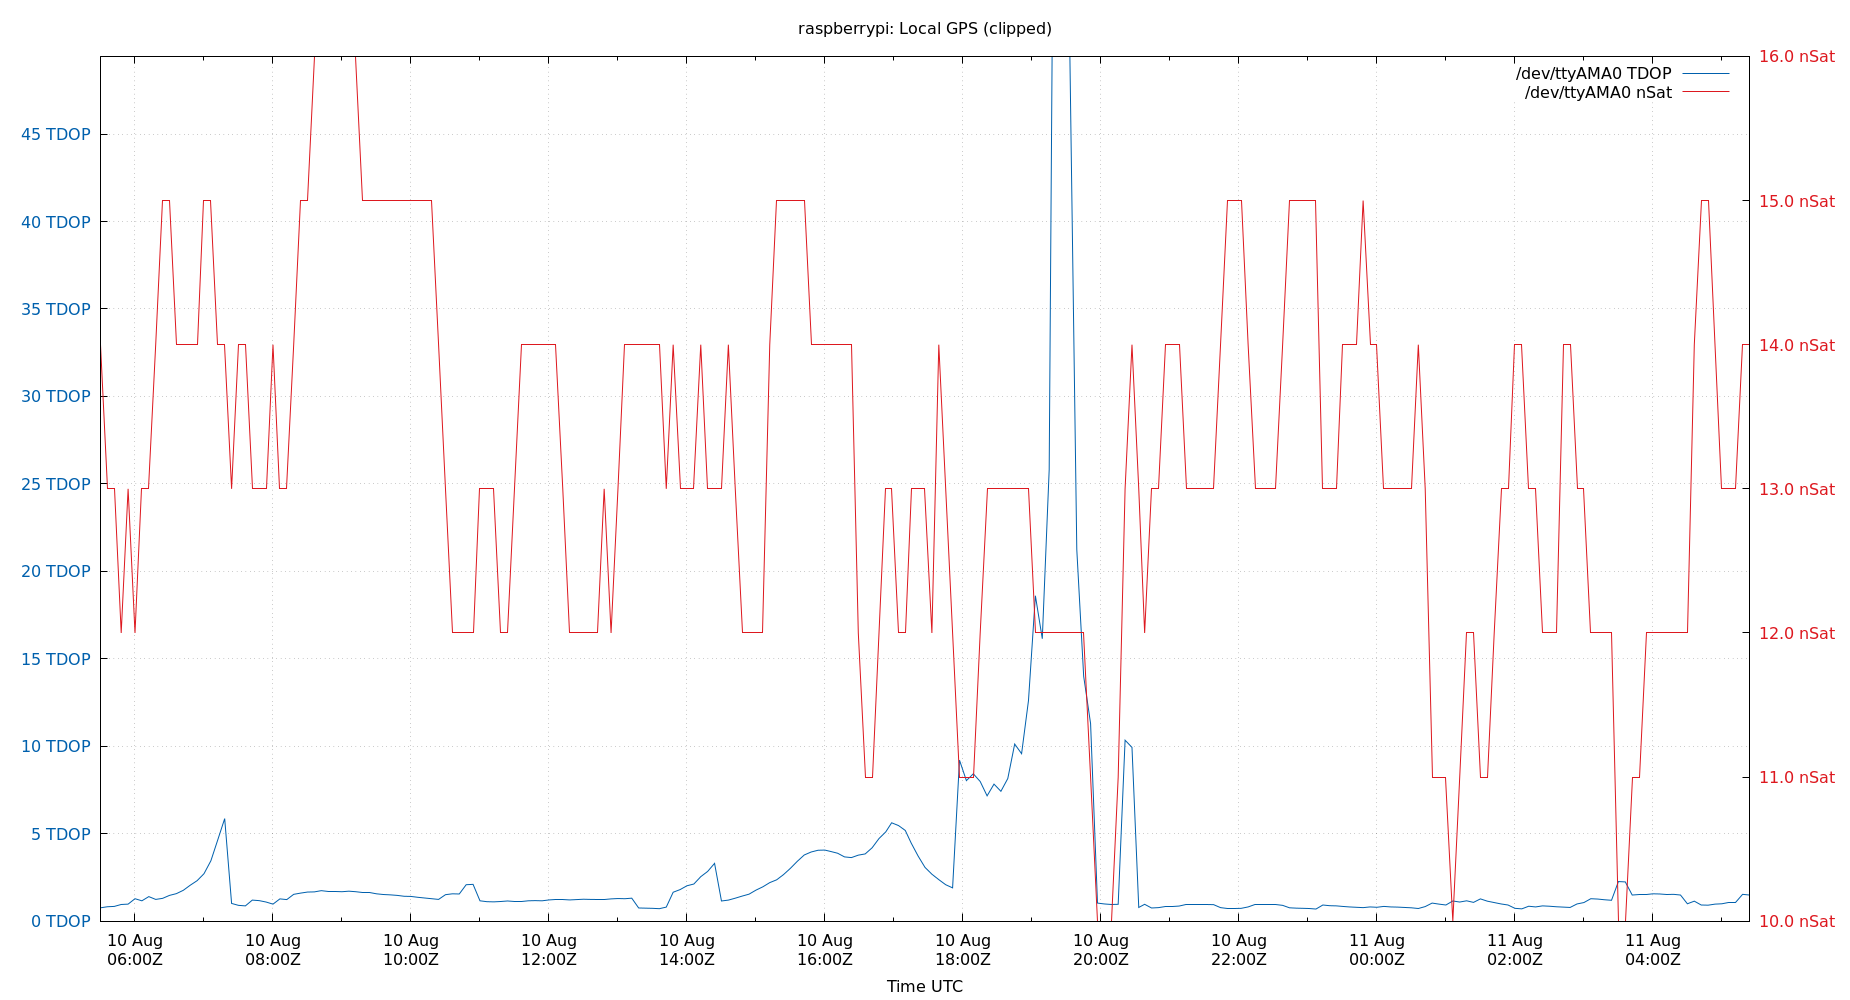 raspberrypi: Local GPS (clipped)
16.0 nSat
/dev/ttyAMA0 TDOP
/dev/ttyAMA0 nSat
45 TDOP
15.0 nSat
40 TDOP
35 TDOP
14.0 nSat
30 TDOP
25 TDOP
13.0 nSat
20 TDOP
12.0 nSat
15 TDOP
10 TDOP
11.0 nSat
5 TDOP
0 TDOP
10.0 nSat
10 Aug 10 Aug 10 Aug 10 Aug 10 Aug 10 Aug 10 Aug 10 Aug 10 Aug 11 Aug 11 Aug 11 Aug
06:00Z 08:00Z 10:00Z 12:00Z 14:00Z 16:00Z 18:00Z 20:00Z 22:00Z 00:00Z 02:00Z 04:00Z
Time UTC